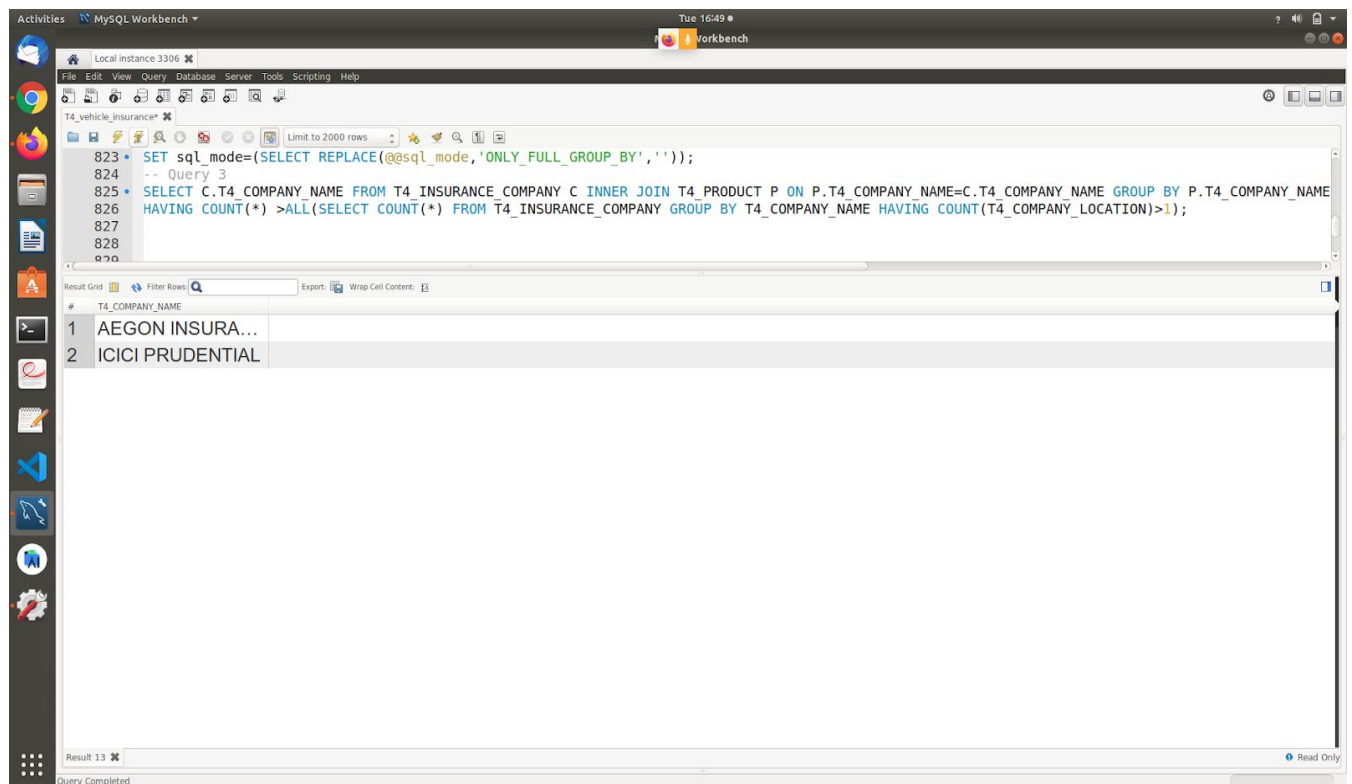 Activities MySQL Workbench Tue 16:49
Workbench
Local instance 3306
File Edit View Query Database Server Tools Scripting Help
T4_vehicle_insurance*
Limit to 2000 rows
823 SET sql_mode=(SELECT REPLACE(@@sql_mode,'ONLY_FULL_GROUP_BY',''));
824 -- Query 3
825 SELECT C.T4_COMPANY_NAME FROM T4_INSURANCE_COMPANY C INNER JOIN T4_PRODUCT P ON P.T4_COMPANY_NAME=C.T4_COMPANY_NAME GROUP BY P.T4_COMPANY_NAME
826 HAVING COUNT(*) >ALL(SELECT COUNT(*) FROM T4_INSURANCE_COMPANY GROUP BY T4_COMPANY_NAME HAVING COUNT(T4_COMPANY_LOCATION)>1);
827
828
829
Result Grid Filter Rows: Export: Wrap Cell Content:
# T4_COMPANY_NAME
1 AEGON INSURA...
2 ICICI PRUDENTIAL
Result 13 Read Only
Query Completed